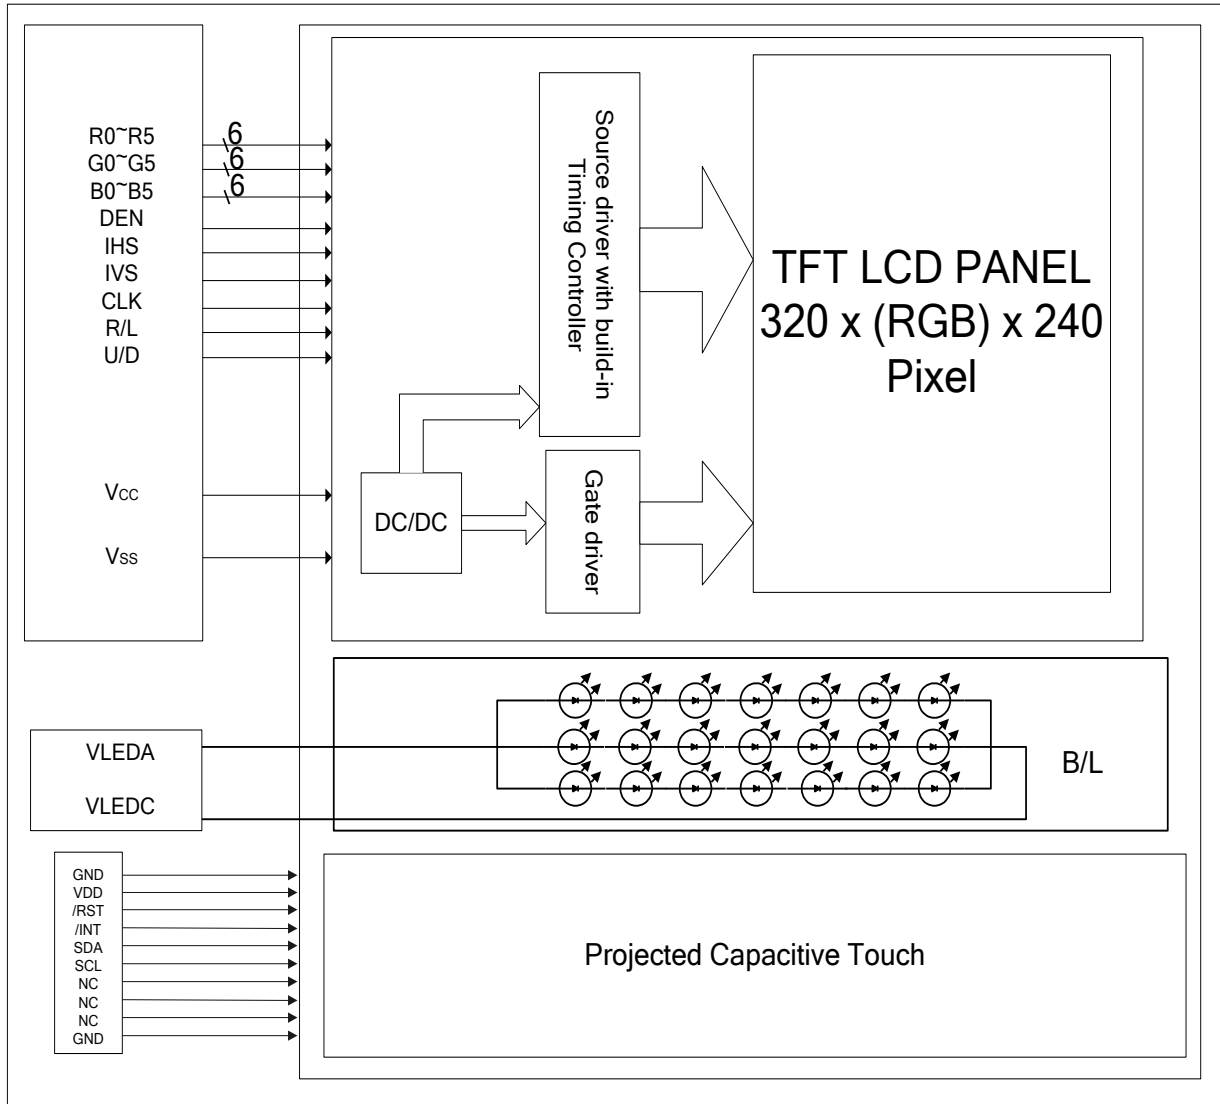 R0~R5
G0~G5
B0~B5
DEN
IHS
IVS
CLK
R/L
U/D
VCC
VSS
6
6
6
Source driver with build-in
Timing Controller
DC/DC
Gate driver
TFT LCD PANEL
320 x (RGB) x 240
Pixel
VLEDA
VLEDC
B/L
GND
VDD
/RST
/INT
SDA
SCL
NC
NC
NC
GND
Projected Capacitive Touch